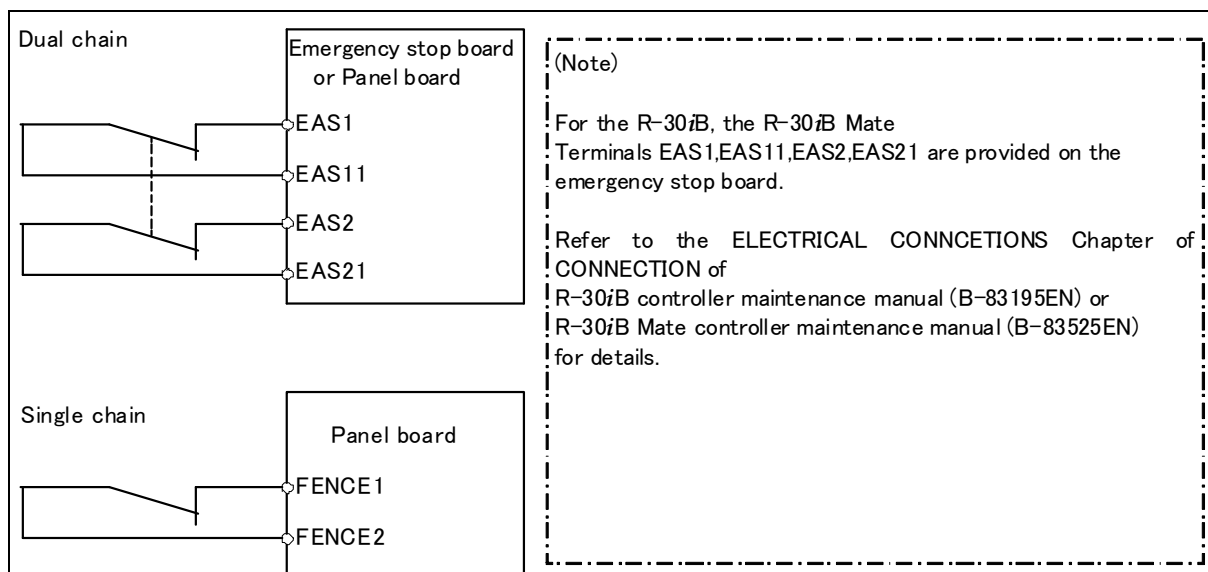 Dual chain
Emergency stop board
or Panel board
EAS1
EAS11
EAS2
EAS21
Single chain
Panel board
FENCE1
FENCE2
(Note)
For the R-30iB, the R-30iB Mate
Terminals EAS1,EAS11,EAS2,EAS21 are provided on the
emergency stop board.
Refer to the ELECTRICAL CONNCETIONS Chapter of
CONNECTION of
R-30iB controller maintenance manual (B-83195EN) or
R-30iB Mate controller maintenance manual (B-83525EN)
for details.